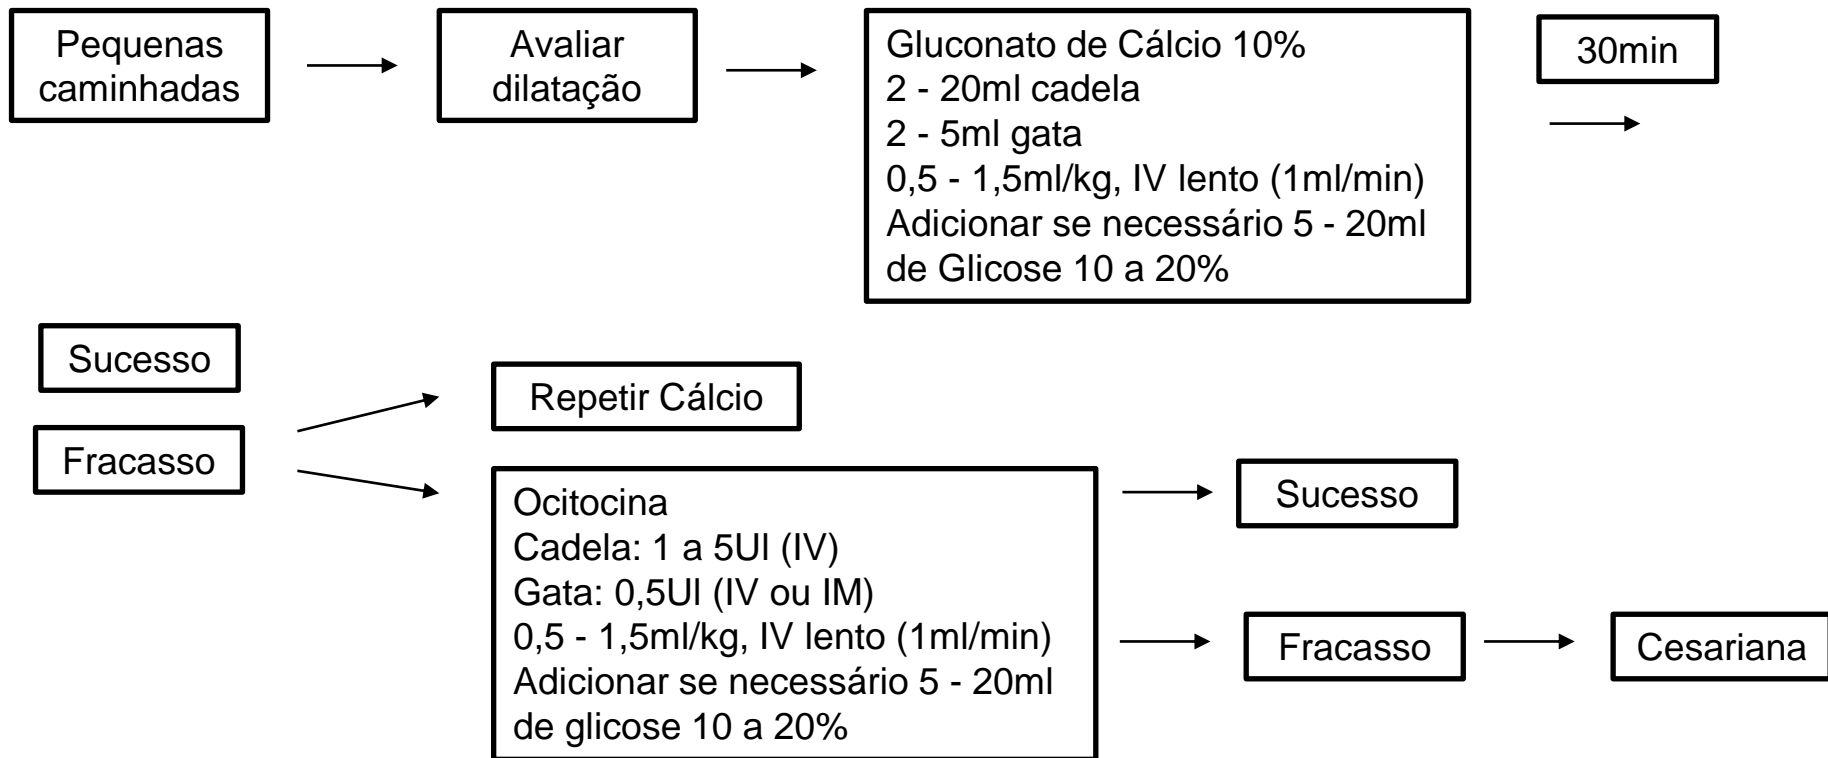 Pequenas
caminhadas
Avaliar
dilatação
Gluconato de Cálcio 10%
2 - 20ml cadela
2 - 5ml gata
0,5 - 1,5ml/kg, IV lento (1ml/min)
Adicionar se necessário 5 - 20ml
de Glicose 10 a 20%
30min
Sucesso
Fracasso
Repetir Cálcio
Ocitocina
Cadela: 1 a 5UI (IV)
Gata: 0,5UI (IV ou IM)
0,5 - 1,5ml/kg, IV lento (1ml/min)
Adicionar se necessário 5 - 20ml
de glicose 10 a 20%
Sucesso
Fracasso
Cesariana